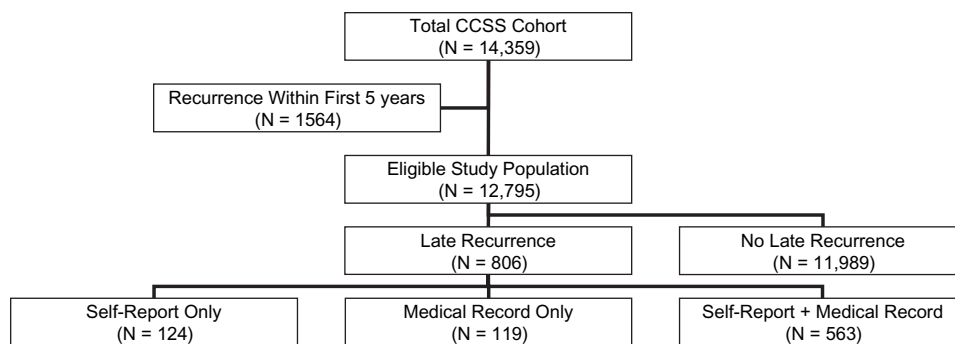 Total CCSS Cohort
(N = 14,359)
Recurrence Within First 5 years
(N = 1564)
Eligible Study Population
(N = 12,795)
Late Recurrence
(N = 806)
No Late Recurrence
(N = 11,989)
Self-Report Only
(N = 124)
Medical Record Only
(N = 119)
Self-Report + Medical Record
(N = 563)